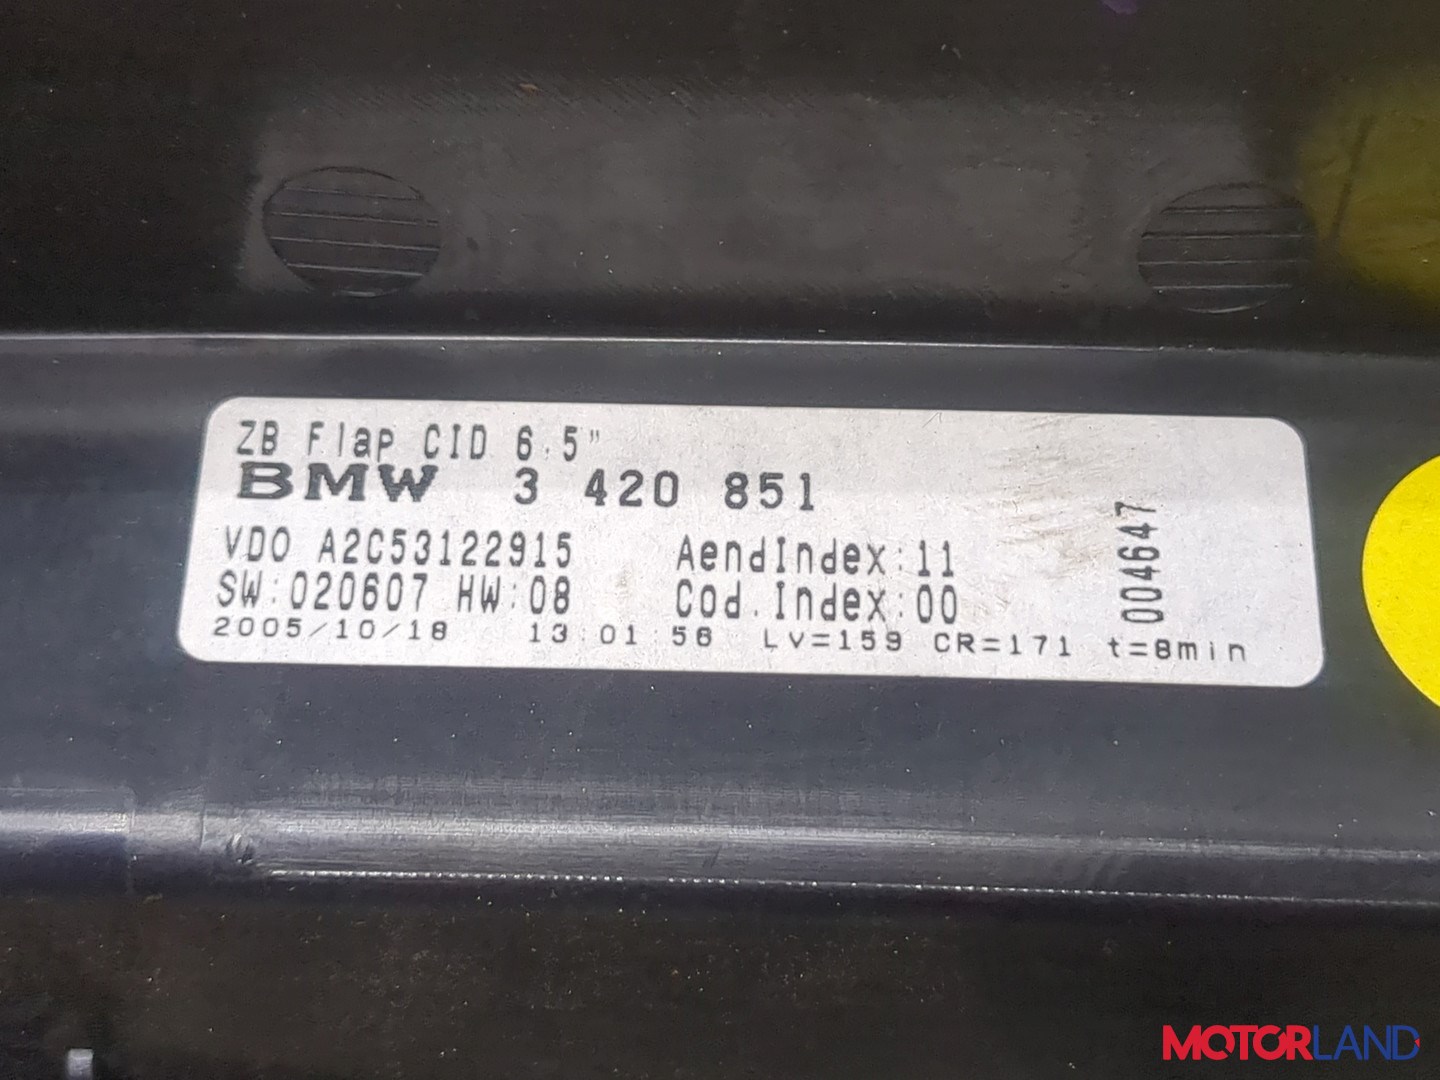 ZB Flap CID 6.5"
BMW 3 420 851
VDO A2C53122915 AendIndex:11
SW:020607 HW:08 Cod.Index:00
2005/10/18 13:01:56 LV=159 CR=171 t=8min
004647
MOTORLAND